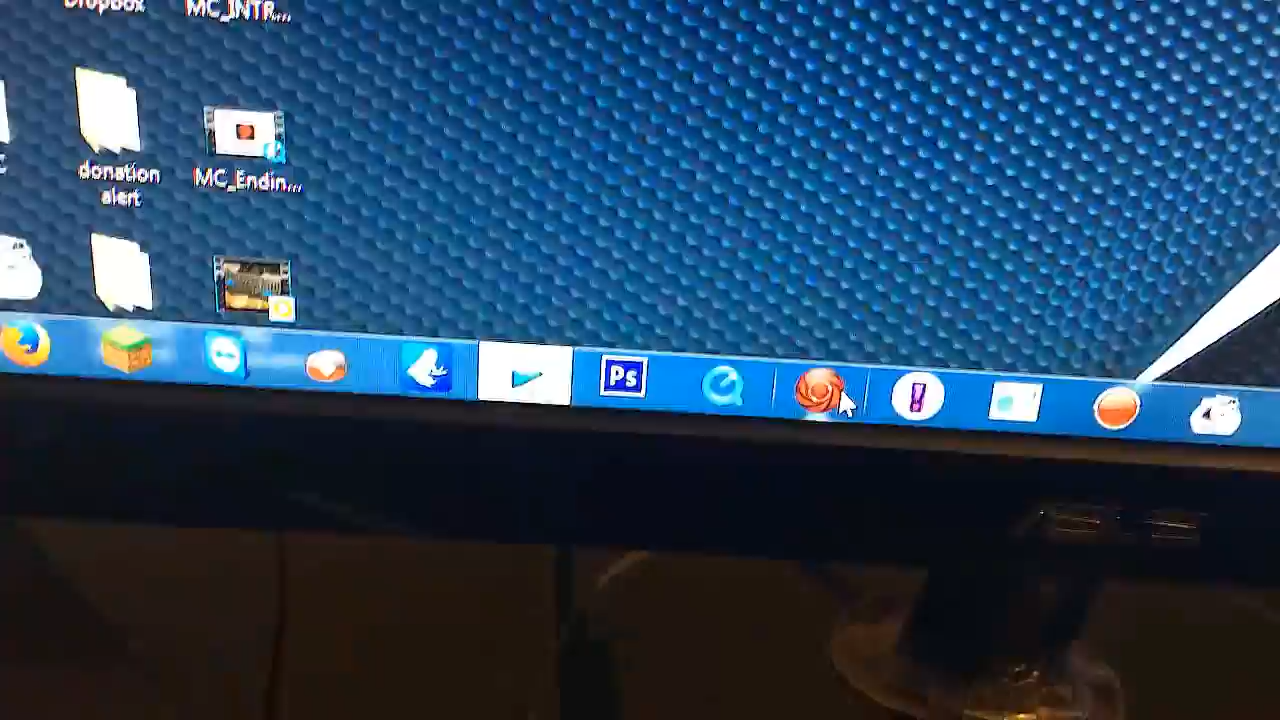 Dropbox
MC_INTR...
donation
alert
MC_Endin...
Ps